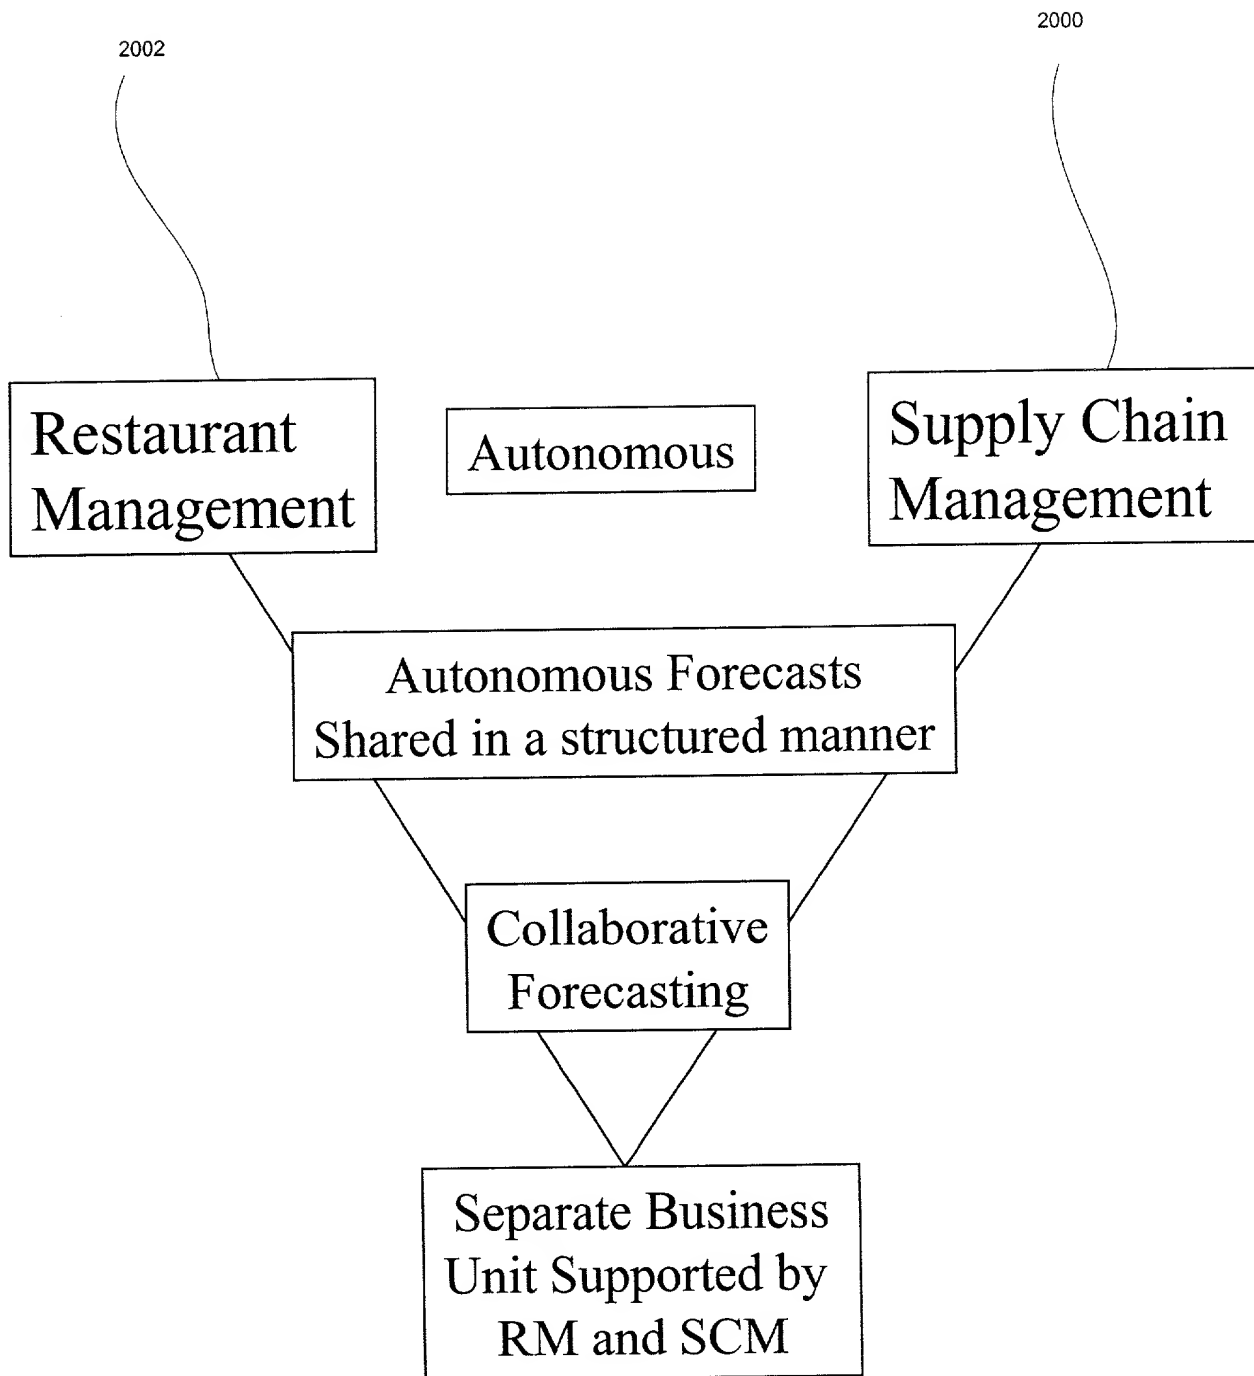 2002
2000
Restaurant
Management
Autonomous
Supply Chain
Management
Autonomous Forecasts
Shared in a structured manner
Collaborative
Forecasting
Separate Business
Unit Supported by
RM and SCM